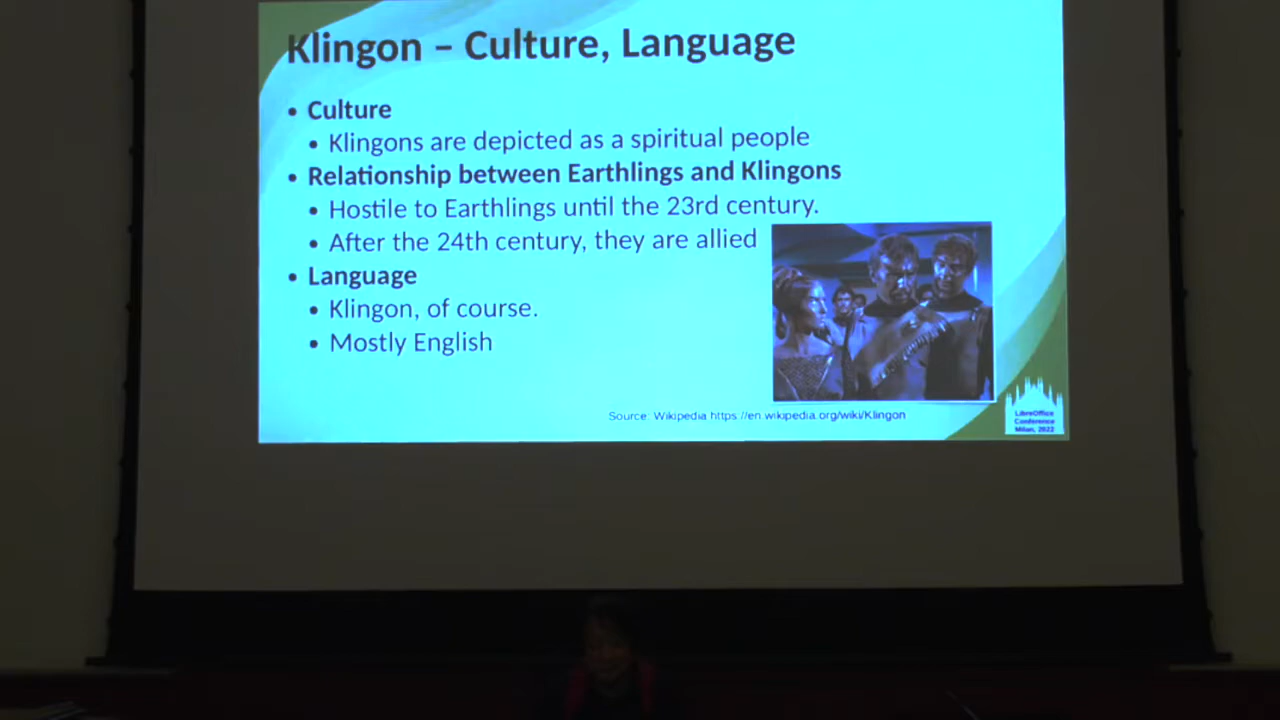 Klingon – Culture, Language
• Culture
• Klingons are depicted as a spiritual people
• Relationship between Earthlings and Klingons
• Hostile to Earthlings until the 23rd century.
• After the 24th century, they are allied
• Language
• Klingon, of course.
• Mostly English
Source: Wikipedia https://en.wikipedia.org/wiki/Klingon
LibreOffice
Conference
Milan, 2022